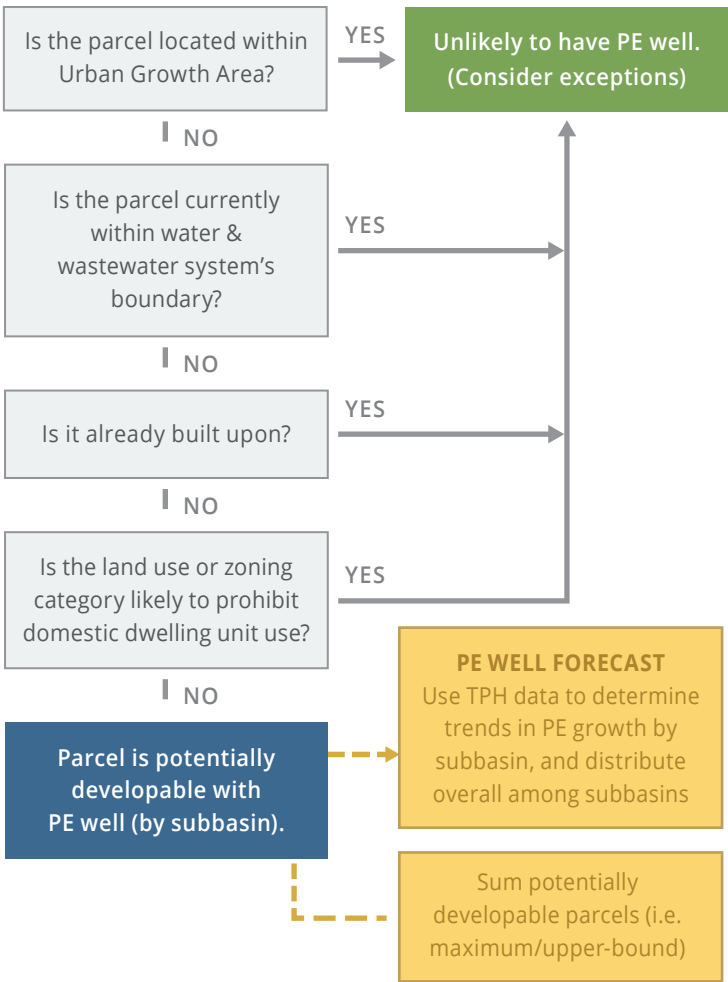 Is the parcel located within
Urban Growth Area?
YES
Unlikely to have PE well.
(Consider exceptions)
NO
Is the parcel currently
within water &
wastewater system's
boundary?
YES
NO
Is it already built upon?
YES
NO
Is the land use or zoning
category likely to prohibit
domestic dwelling unit use?
YES
NO
Parcel is potentially
developable with
PE well (by subbasin).
PE WELL FORECAST
Use TPH data to determine
trends in PE growth by
subbasin, and distribute
overall among subbasins
Sum potentially
developable parcels (i.e.
maximum/upper-bound)